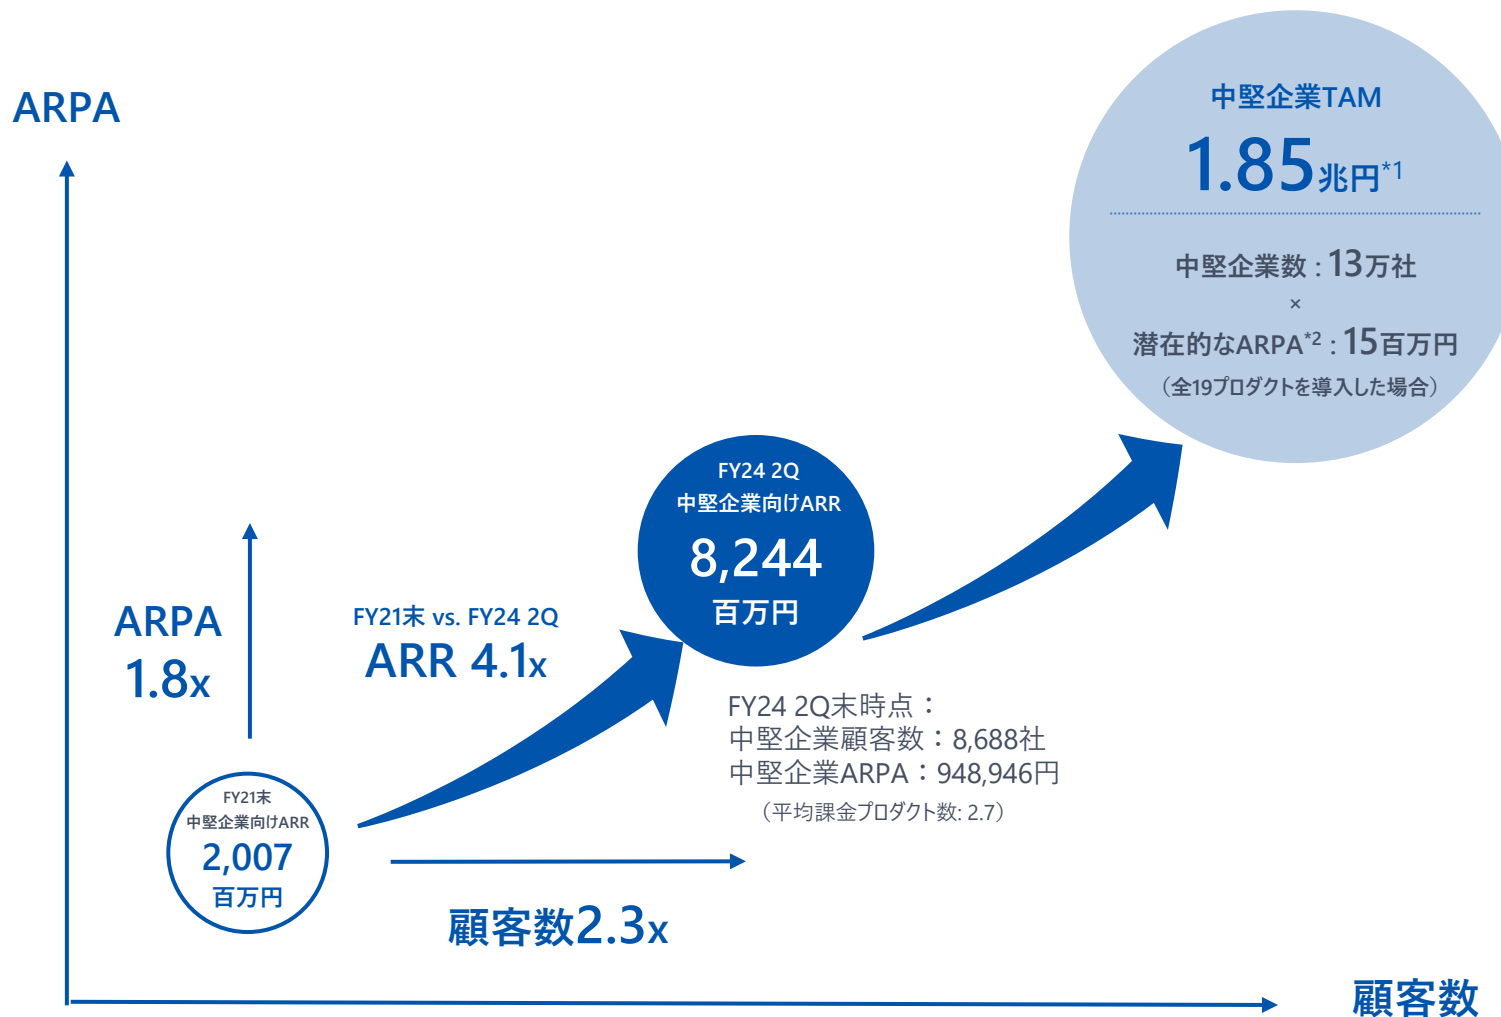 ARPA
中堅企業TAM
1.85兆円*1
中堅企業数 : 13万社
×
潜在的なARPA*2 : 15百万円
（全19プロダクトを導入した場合）
FY24 2Q
中堅企業向けARR
8,244
百万円
ARPA
1.8x
FY21末 vs. FY24 2Q
ARR 4.1x
FY24 2Q末時点：
中堅企業顧客数：8,688社
中堅企業ARPA：948,946円
（平均課金プロダクト数: 2.7）
FY21末
中堅企業向けARR
2,007
百万円
顧客数2.3x
顧客数